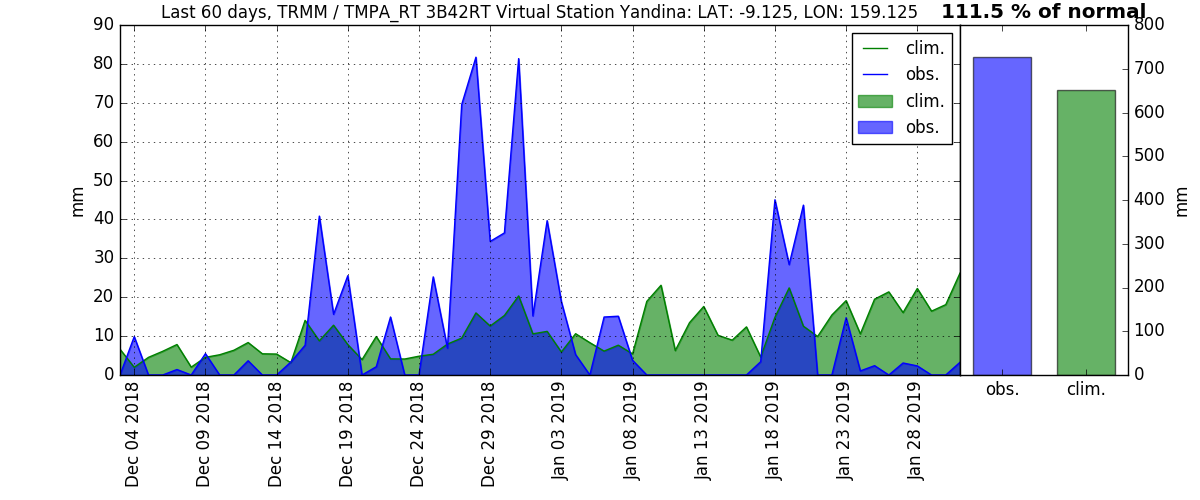 Last 60 days, TRMM / TMPA_RT 3B42RT Virtual Station Yandina: LAT: -9.125, LON: 159.125
111.5 % of normal
mm
90
80
70
60
50
40
30
20
10
0
Dec 04 2018
Dec 09 2018
Dec 14 2018
Dec 19 2018
Dec 24 2018
Dec 29 2018
Jan 03 2019
Jan 08 2019
Jan 13 2019
Jan 18 2019
Jan 23 2019
Jan 28 2019
clim.
obs.
clim.
obs.
obs.
clim.
800
700
600
500
400
300
200
100
0
mm